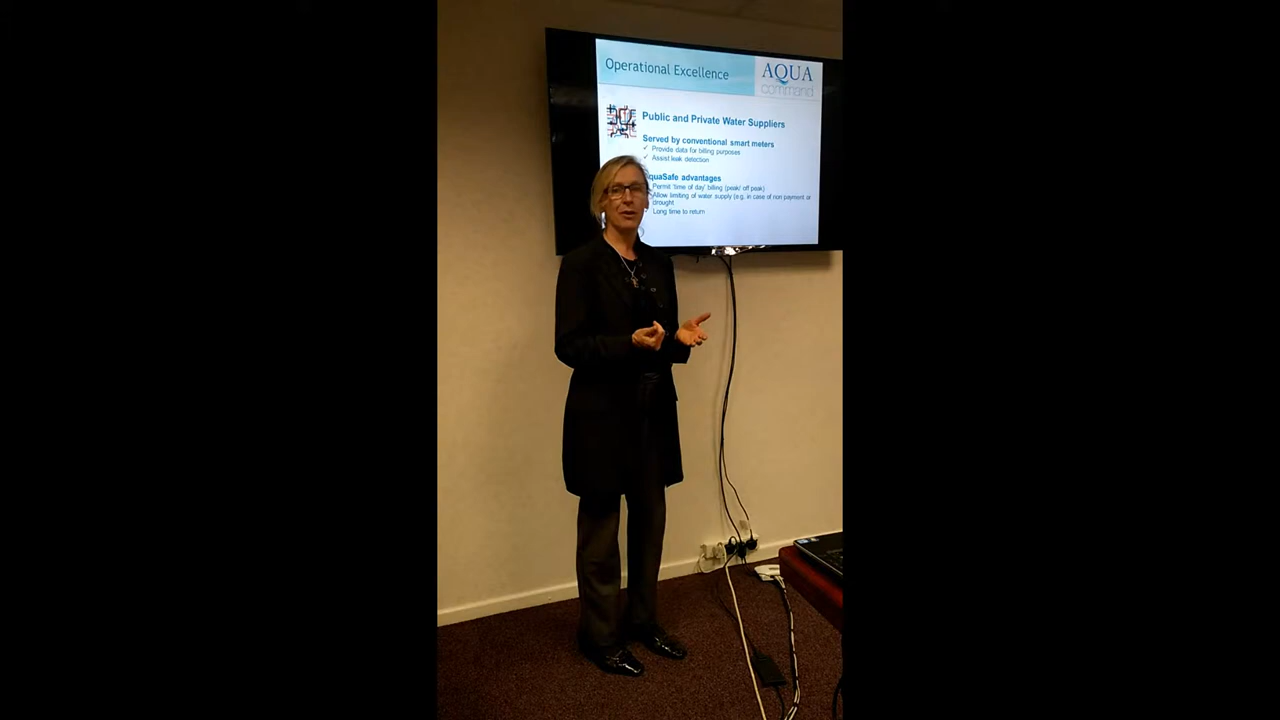 Operational Excellence
AQUA
command
Public and Private Water Suppliers
Served by conventional smart meters
✓ Provide data for billing purposes
✓ Assist leak detection
quaSafe advantages
Permit 'time of day' billing (peak/ off peak)
Allow limiting of water supply (e.g. in case of non payment or
drought
Long time to return